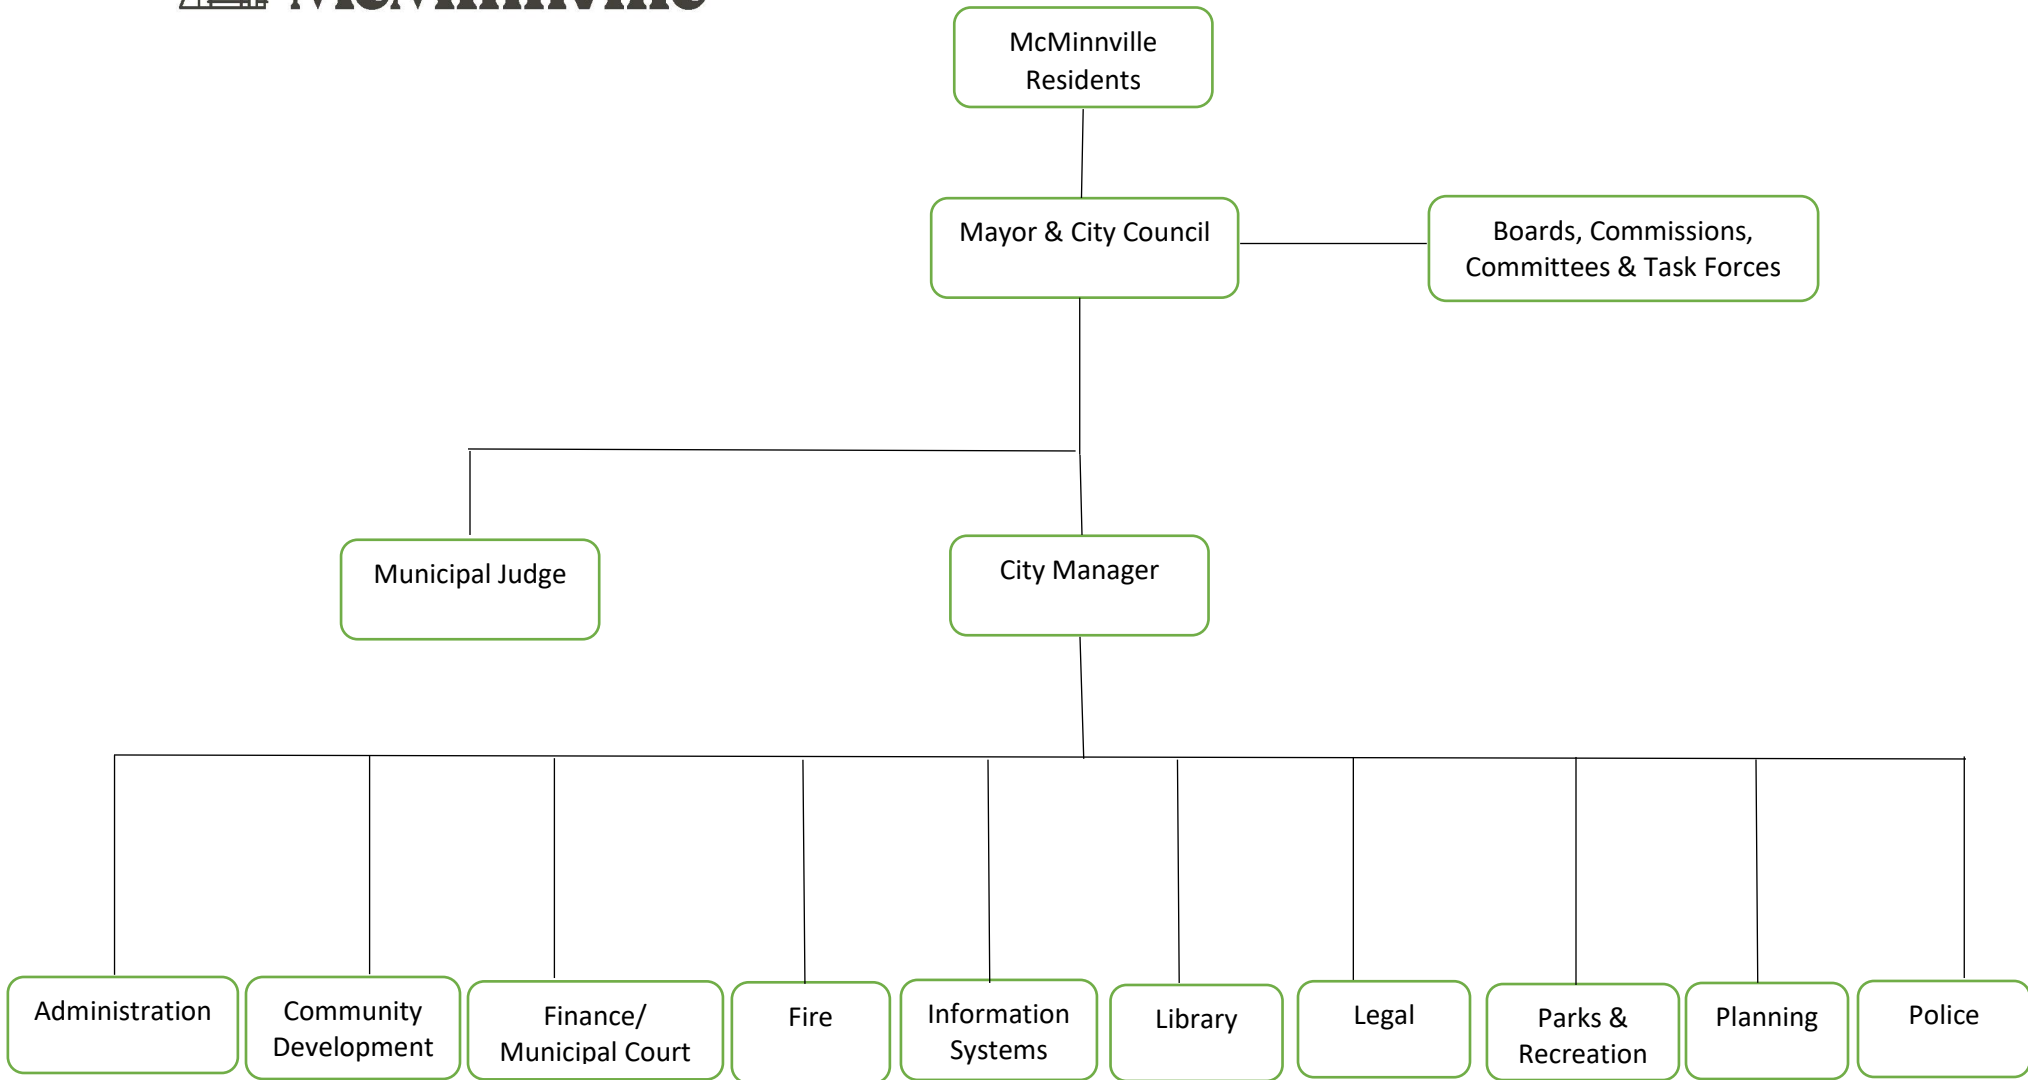 McMinnville
McMinnville
Residents
Mayor & City Council
Boards, Commissions,
Committees & Task Forces
Municipal Judge
City Manager
Administration
Community
Development
Finance/
Municipal Court
Fire
Information
Systems
Library
Legal
Parks &
Recreation
Planning
Police